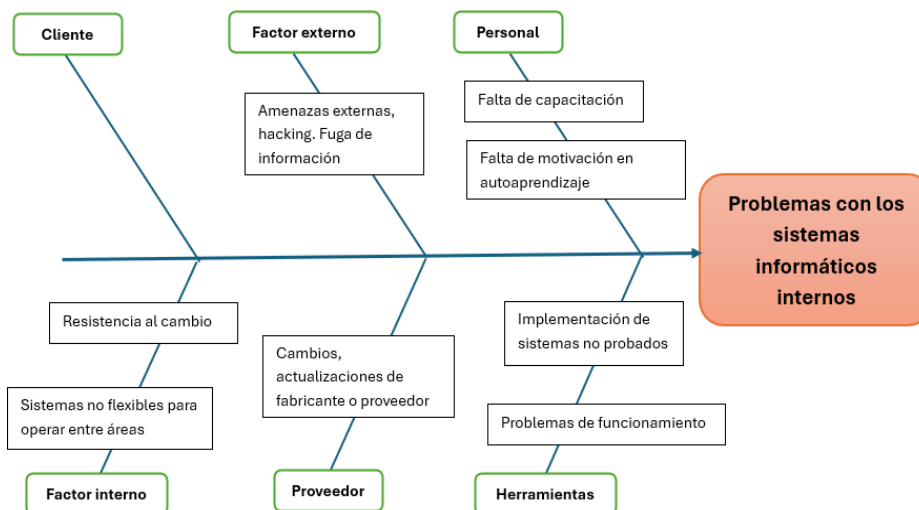 Cliente
Factor externo
Personal
Amenazas externas,
hacking. Fuga de
información
Falta de capacitación
Falta de motivación en
autoaprendizaje
Problemas con los
sistemas
informáticos
internos
Resistencia al cambio
Sistemas no flexibles para
operar entre áreas
Cambios,
actualizaciones de
fabricante o proveedor
Implementación de
sistemas no probados
Problemas de funcionamiento
Factor interno
Proveedor
Herramientas